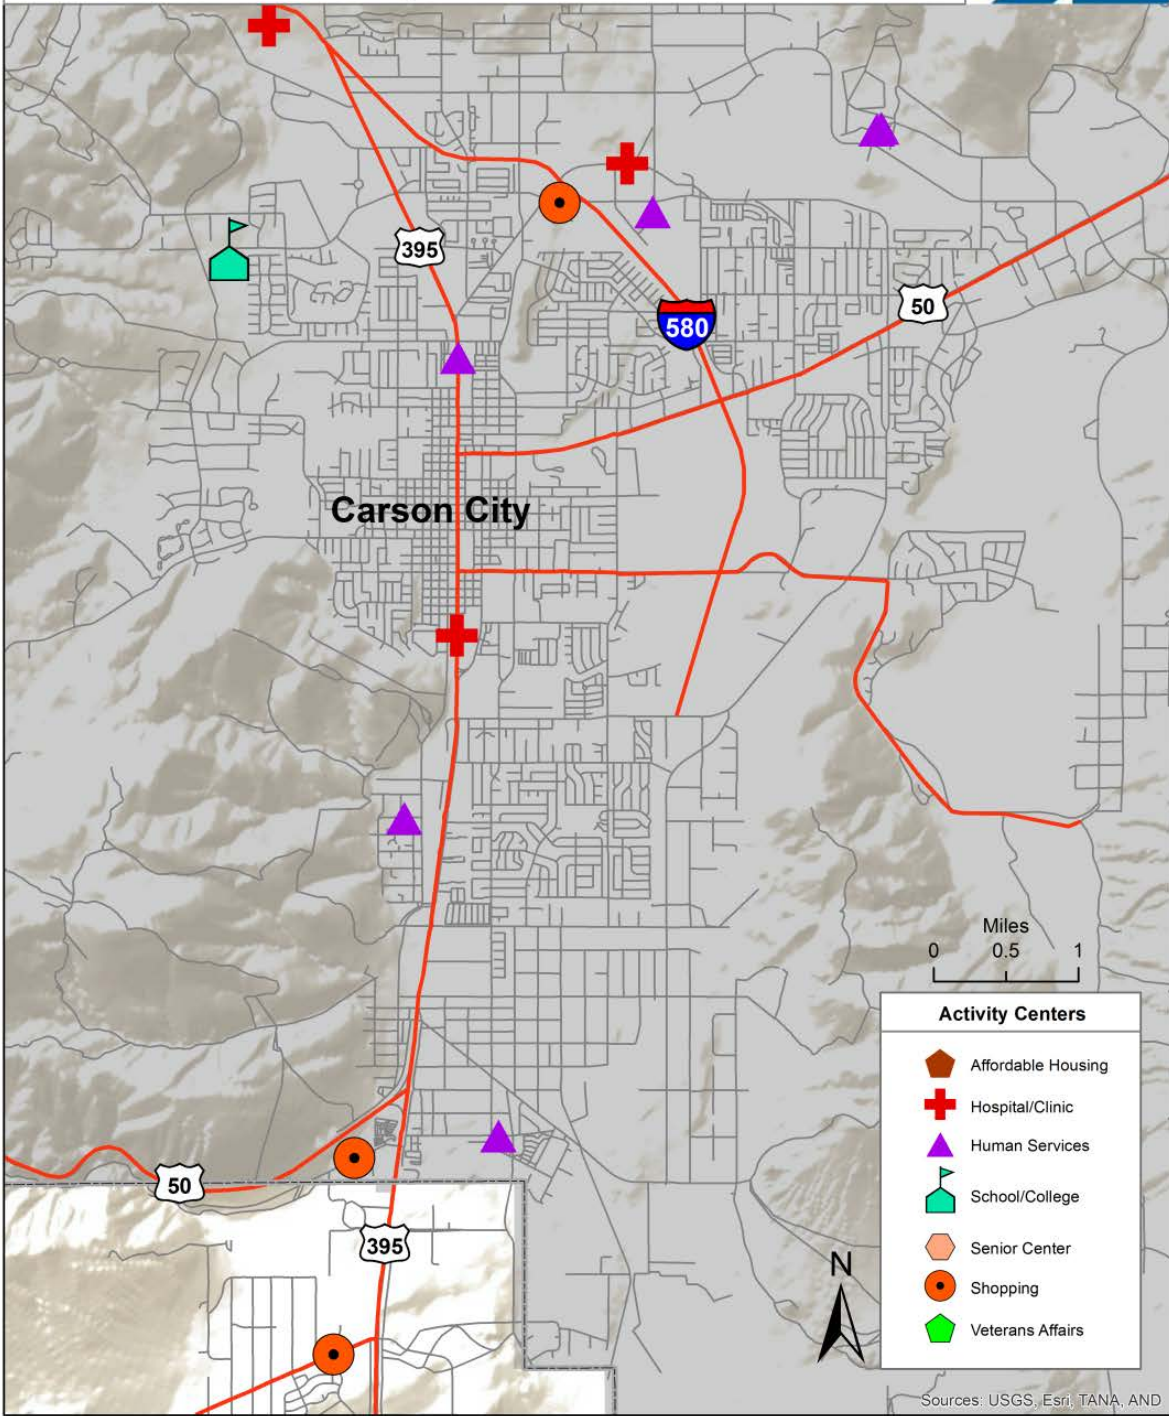 395
50
580
Carson City
Miles
0 0.5 1
Activity Centers
Affordable Housing
Hospital/Clinic
Human Services
School/College
Senior Center
Shopping
Veterans Affairs
50
395
N
Sources: USGS, Esri, TANA, AND